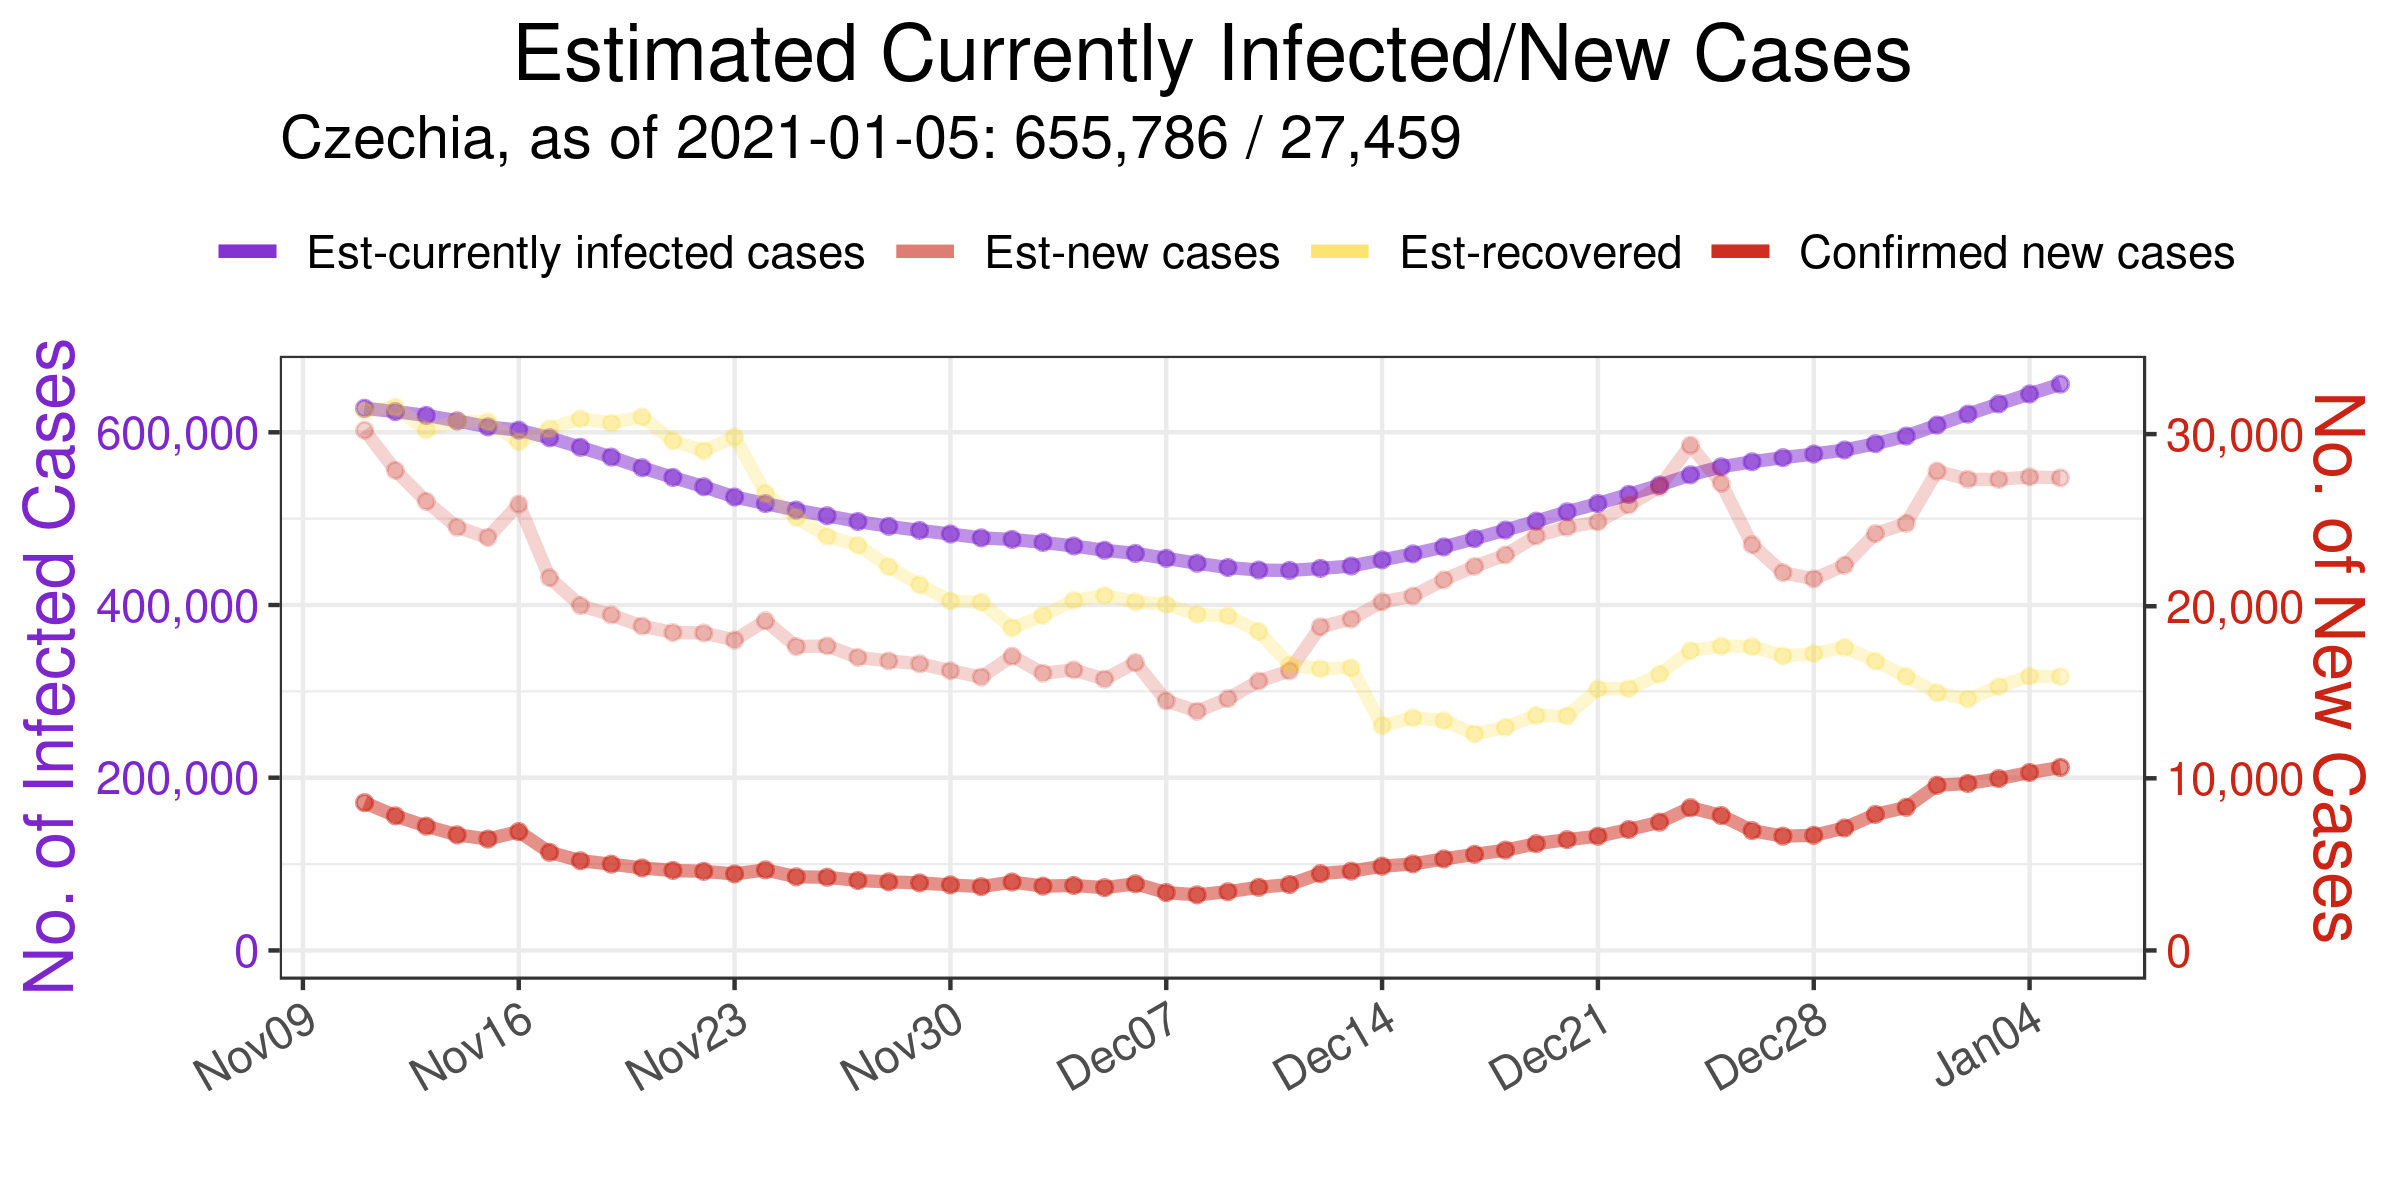 Estimated Currently Infected/New Cases
Czechia, as of 2021-01-05: 655,786 / 27,459
Est-currently infected cases Est-new cases Est-recovered Confirmed new cases
No. of Infected Cases
600,000
400,000
200,000
0
30,000
20,000
10,000
0
No. of New Cases
Nov09 Nov16 Nov23 Nov30 Dec07 Dec14 Dec21 Dec28 Jan04